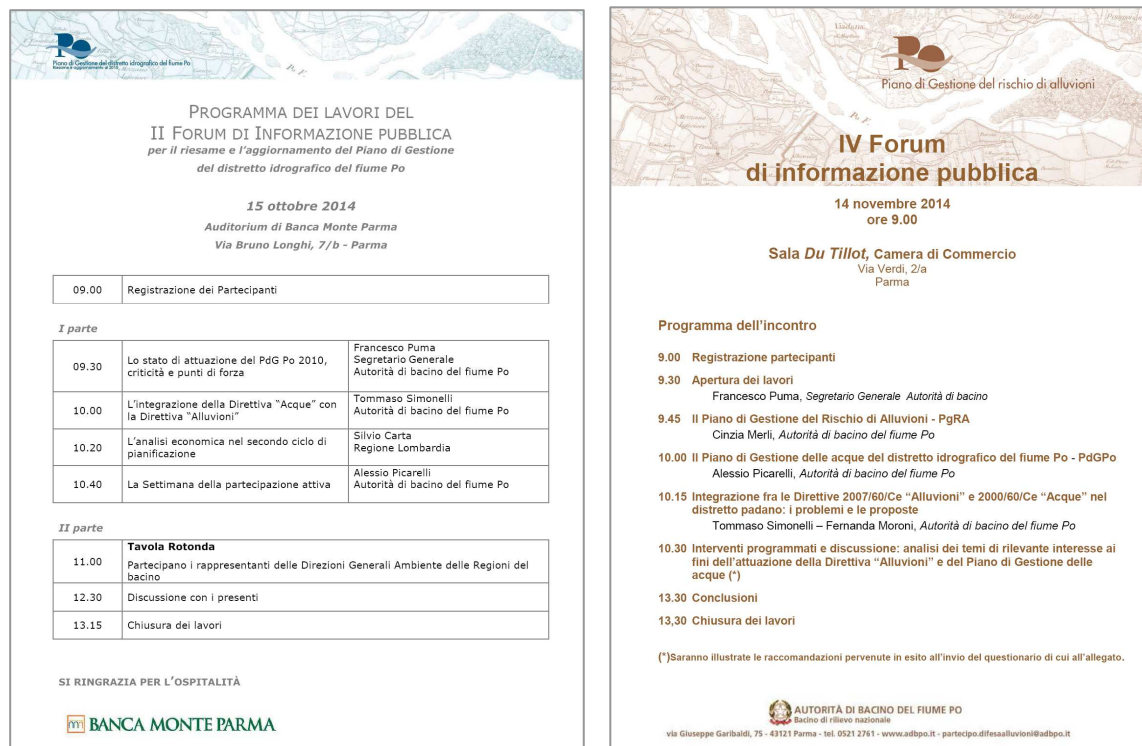 Po
Piano di Gestione del distretto idrografico del fiume Po
Riesame e aggiornamento al 2015
P o. F.
PROGRAMMA DEI LAVORI DEL
II FORUM DI INFORMAZIONE PUBBLICA
per il riesame e l'aggiornamento del Piano di Gestione
del distretto idrografico del fiume Po
15 ottobre 2014
Auditorium di Banca Monte Parma
Via Bruno Longhi, 7/b - Parma
09.00 Registrazione dei Partecipanti
I parte
09.30 Lo stato di attuazione del PdG Po 2010,
criticità e punti di forza
Francesco Puma
Segretario Generale
Autorità di bacino del fiume Po
10.00 L'integrazione della Direttiva "Acque" con
la Direttiva "Alluvioni"
Tommaso Simonelli
Autorità di bacino del fiume Po
10.20 L'analisi economica nel secondo ciclo di
pianificazione
Silvio Carta
Regione Lombardia
10.40 La Settimana della partecipazione attiva
Alessio Picarelli
Autorità di bacino del fiume Po
II parte
11.00 Tavola Rotonda
Partecipano i rappresentanti delle Direzioni Generali Ambiente delle Regioni del
bacino
12.30 Discussione con i presenti
13.15 Chiusura dei lavori
SI RINGRAZIA PER L'OSPITALITÀ
BANCA MONTE PARMA
Po
Piano di Gestione del rischio di alluvioni
IV Forum
di informazione pubblica
14 novembre 2014
ore 9.00
Sala Du Tillot, Camera di Commercio
Via Verdi, 2/a
Parma
Programma dell'incontro
9.00 Registrazione partecipanti
9.30 Apertura dei lavori
Francesco Puma, Segretario Generale Autorità di bacino
9.45 Il Piano di Gestione del Rischio di Alluvioni - PgRA
Cinzia Merli, Autorità di bacino del fiume Po
10.00 Il Piano di Gestione delle acque del distretto idrografico del fiume Po - PdGPo
Alessio Picarelli, Autorità di bacino del fiume Po
10.15 Integrazione fra le Direttive 2007/60/Ce "Alluvioni" e 2000/60/Ce "Acque" nel
distretto padano: i problemi e le proposte
Tommaso Simonelli – Fernanda Moroni, Autorità di bacino del fiume Po
10.30 Interventi programmati e discussione: analisi dei temi di rilevante interesse ai
fini dell'attuazione della Direttiva "Alluvioni" e del Piano di Gestione delle
acque (*)
13.30 Conclusioni
13,30 Chiusura dei lavori
(*)Saranno illustrate le raccomandazioni pervenute in esito all'invio del questionario di cui all'allegato.
AUTORITÀ DI BACINO DEL FIUME PO
Bacino di rilievo nazionale
via Giuseppe Garibaldi, 75 - 43121 Parma - tel. 0521 2761 - www.adbpo.it - partecipo.difesaalluvioni@adbpo.it